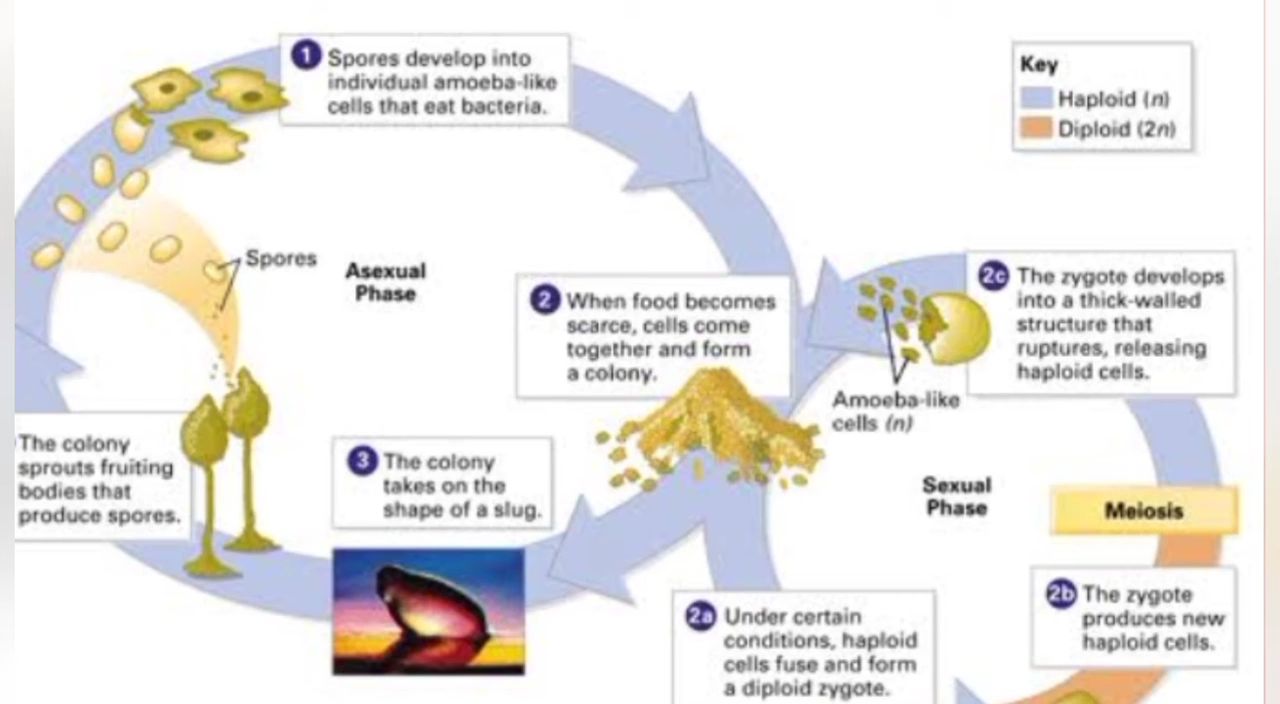 1 Spores develop into
individual amoeba-like
cells that eat bacteria.
Key
Haploid (n)
Diploid (2n)
Spores
Asexual
Phase
2 When food becomes
scarce, cells come
together and form
a colony.
2c The zygote develops
into a thick-walled
structure that
ruptures, releasing
haploid cells.
Amoeba-like
cells (n)
The colony
sprouts fruiting
bodies that
produce spores.
3 The colony
takes on the
shape of a slug.
Sexual
Phase
Meiosis
2b The zygote
produces new
haploid cells.
2a Under certain
conditions, haploid
cells fuse and form
a diploid zygote.